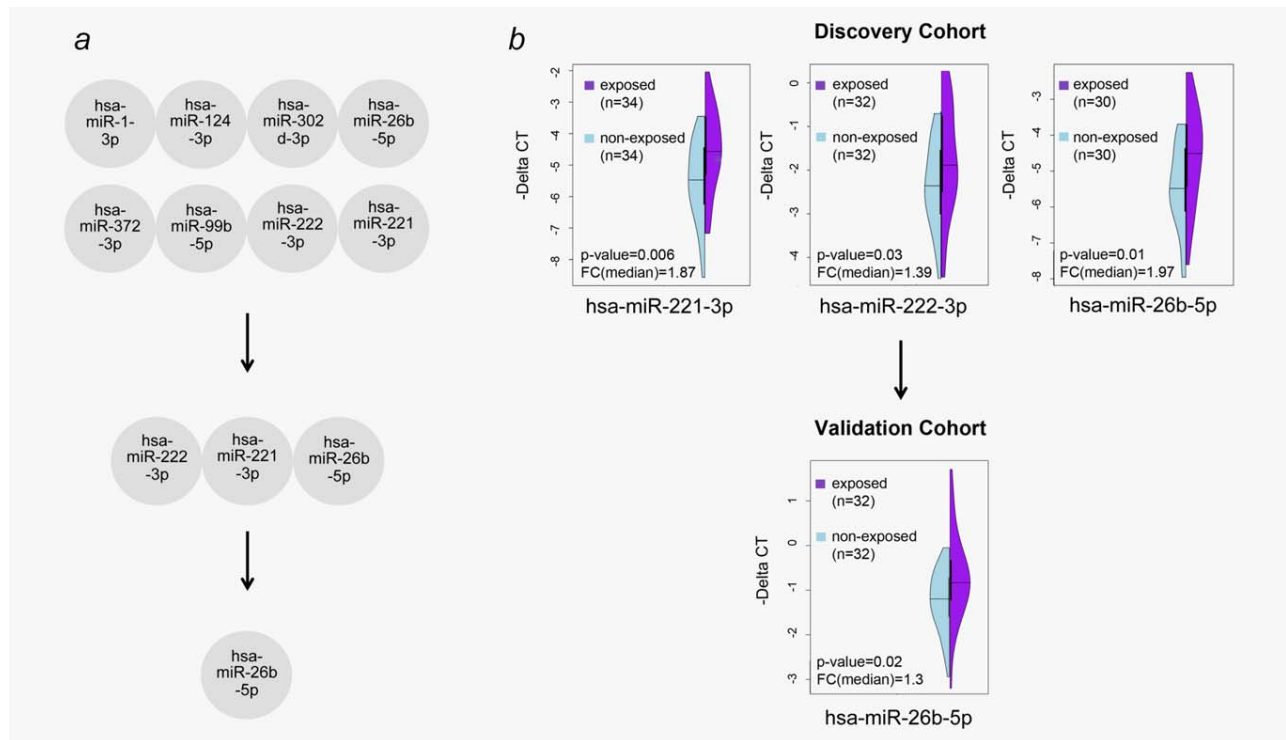 a
hsa-
miR-1-
3p
hsa-
miR-124
-3p
hsa-
miR-302
d-3p
hsa-
miR-26b
-5p
hsa-
miR-372
-3p
hsa-
miR-99b
-5p
hsa-
miR-222
-3p
hsa-
miR-221
-3p
hsa-
miR-222
-3p
hsa-
miR-221
-3p
hsa-
miR-26b
-5p
hsa-
miR-26b
-5p
b
Discovery Cohort
-Delta CT
-2
-3
-4
-5
-6
-7
-8
exposed
(n=34)
non-exposed
(n=34)
p-value=0.006
FC(median)=1.87
hsa-miR-221-3p
-Delta CT
0
-1
-2
-3
-4
exposed
(n=32)
non-exposed
(n=32)
p-value=0.03
FC(median)=1.39
hsa-miR-222-3p
-Delta CT
-3
-4
-5
-6
-7
-8
exposed
(n=30)
non-exposed
(n=30)
p-value=0.01
FC(median)=1.97
hsa-miR-26b-5p
Validation Cohort
-Delta CT
1
0
-1
-2
-3
exposed
(n=32)
non-exposed
(n=32)
p-value=0.02
FC(median)=1.3
hsa-miR-26b-5p